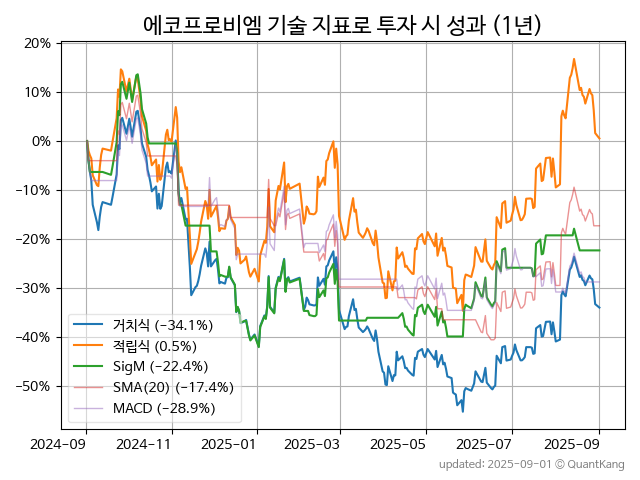 에코프로비엠 기술 지표로 투자 시 성과 (1년)
20%
10%
0%
−10%
−20%
−30%
−40%
−50%
거치식 (−34.1%)
적립식 (0.5%)
SigM (−22.4%)
SMA(20) (−17.4%)
MACD (−28.9%)
2024-09 2024-11 2025-01 2025-03 2025-05 2025-07 2025-09
updated: 2025-09-01 © QuantKang